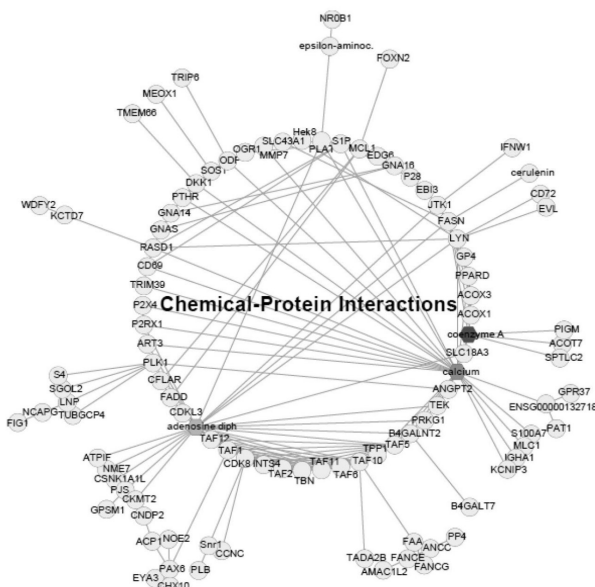 NR0B1
epsilon-aminoc.
FOXN2
TRIP6
MEOX1
TMEM66
Hek8
SLC43A1
S1P
OGR1
MMP7
PLA1
MCL1
EDG6
ODF
GNA16
SOS1
P28
DKK1
EBI3
IFNW1
PTHR
JTK1
cerulenin
GNA14
FASN
CD72
EVL
WDFY2
KCTD7
GNAS
LYN
RASD1
GP4
CD69
PPARD
TRIM39
ACOX3
P2X4
Chemical-Protein Interactions
ACOX1
P2RX1
coenzyme A
PIGM
ART3
ACOT7
SLC18A3
SPTLC2
PLK1
calcium
S4
CFLAR
ANGPT2
GPR37
SGOL2
FADD
LNP
TEK
ENSG00000132718
NCAPG
CDKL3
TUBGCP4
PRKG1
FIG1
adenosine diph
B4GALNT2
S100A7
PAT1
TAF12
TAF5
MLC1
ATPIF
TAF1
TPP1
IGHA1
NME7
CDK8
INTS4
TAF11
TAF10
KCNIP3
CSNK1A1L
TAF2
TAF6
PJS
TBN
CKMT2
GPSM1
B4GALT7
CNDP2
ACP1
NOE2
Snr1
FAA
PP4
CCNC
ANCC
TADA2B
FANCE
PAX6
PLB
AMAC1L2
FANCG
EYA3
CHX10